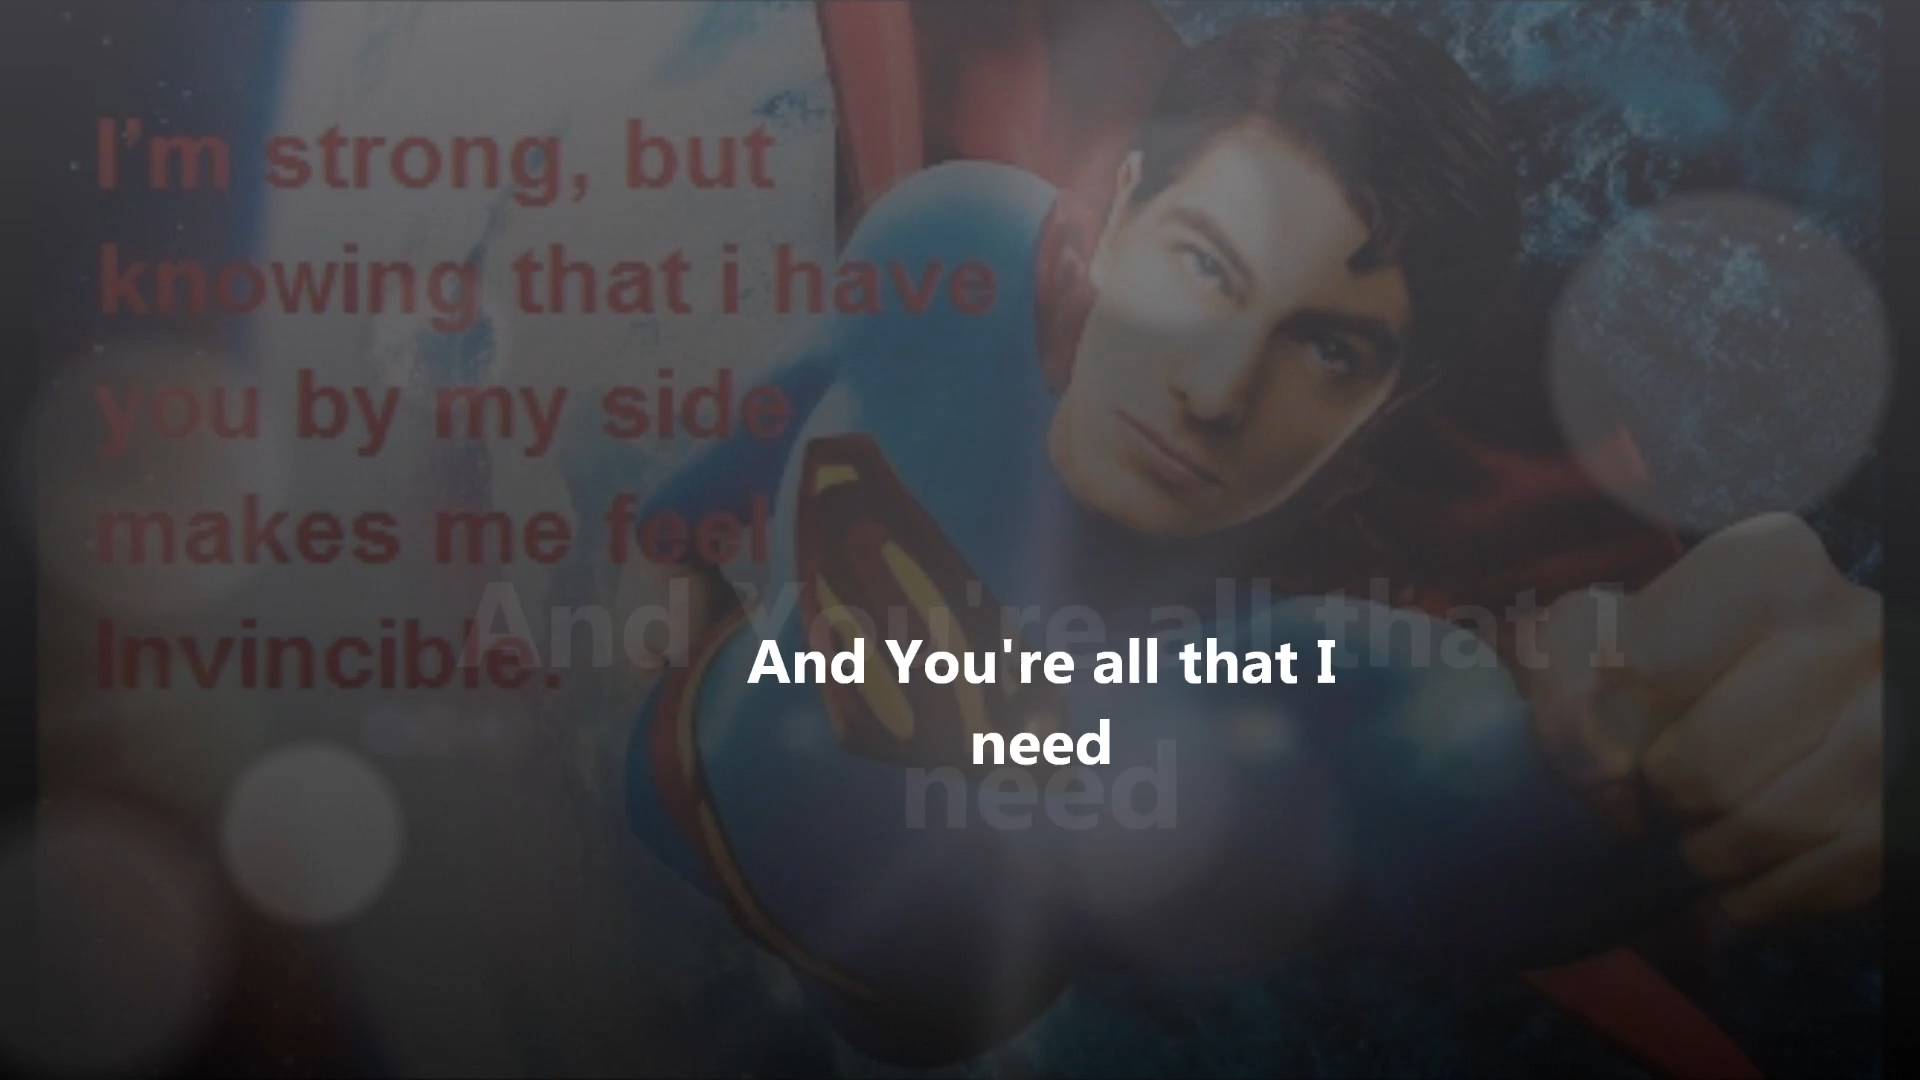 I'm strong, but
knowing that i have
you by my side
makes me feel
Invincible.
And You're all that I
need
And You're all that I
need